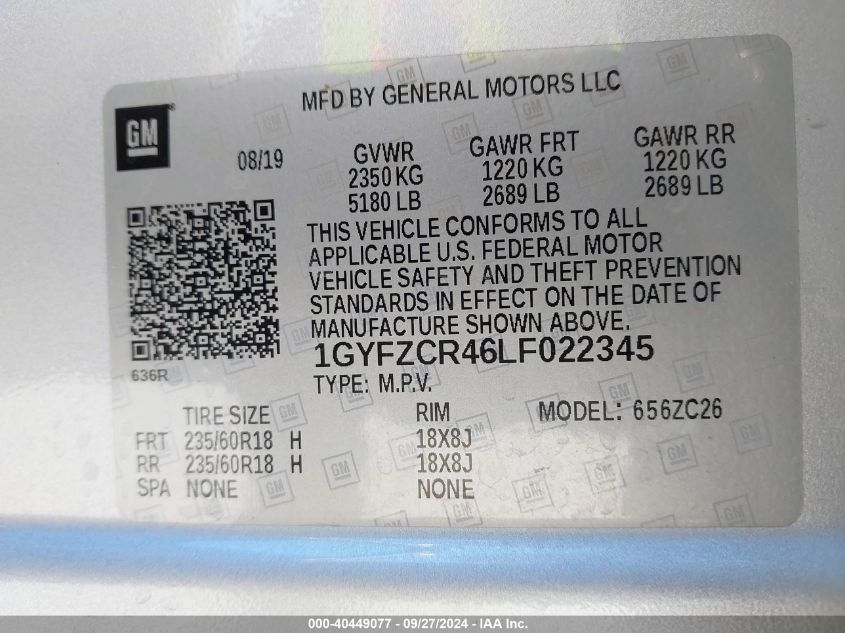 MFD BY GENERAL MOTORS LLC
GM ®
08/19
GVWR
2350 KG
5180 LB
GAWR FRT
1220 KG
2689 LB
GAWR RR
1220 KG
2689 LB
THIS VEHICLE CONFORMS TO ALL
APPLICABLE U.S. FEDERAL MOTOR
VEHICLE SAFETY AND THEFT PREVENTION
STANDARDS IN EFFECT ON THE DATE OF
MANUFACTURE SHOWN ABOVE.
636R
1GYFZCR46LF022345
TYPE: M.P.V.
TIRE SIZE RIM MODEL: 656ZC26
FRT 235/60R18 H 18X8J
RR 235/60R18 H 18X8J
SPA NONE NONE
000-40449077 - 09/27/2024 - IAA Inc.